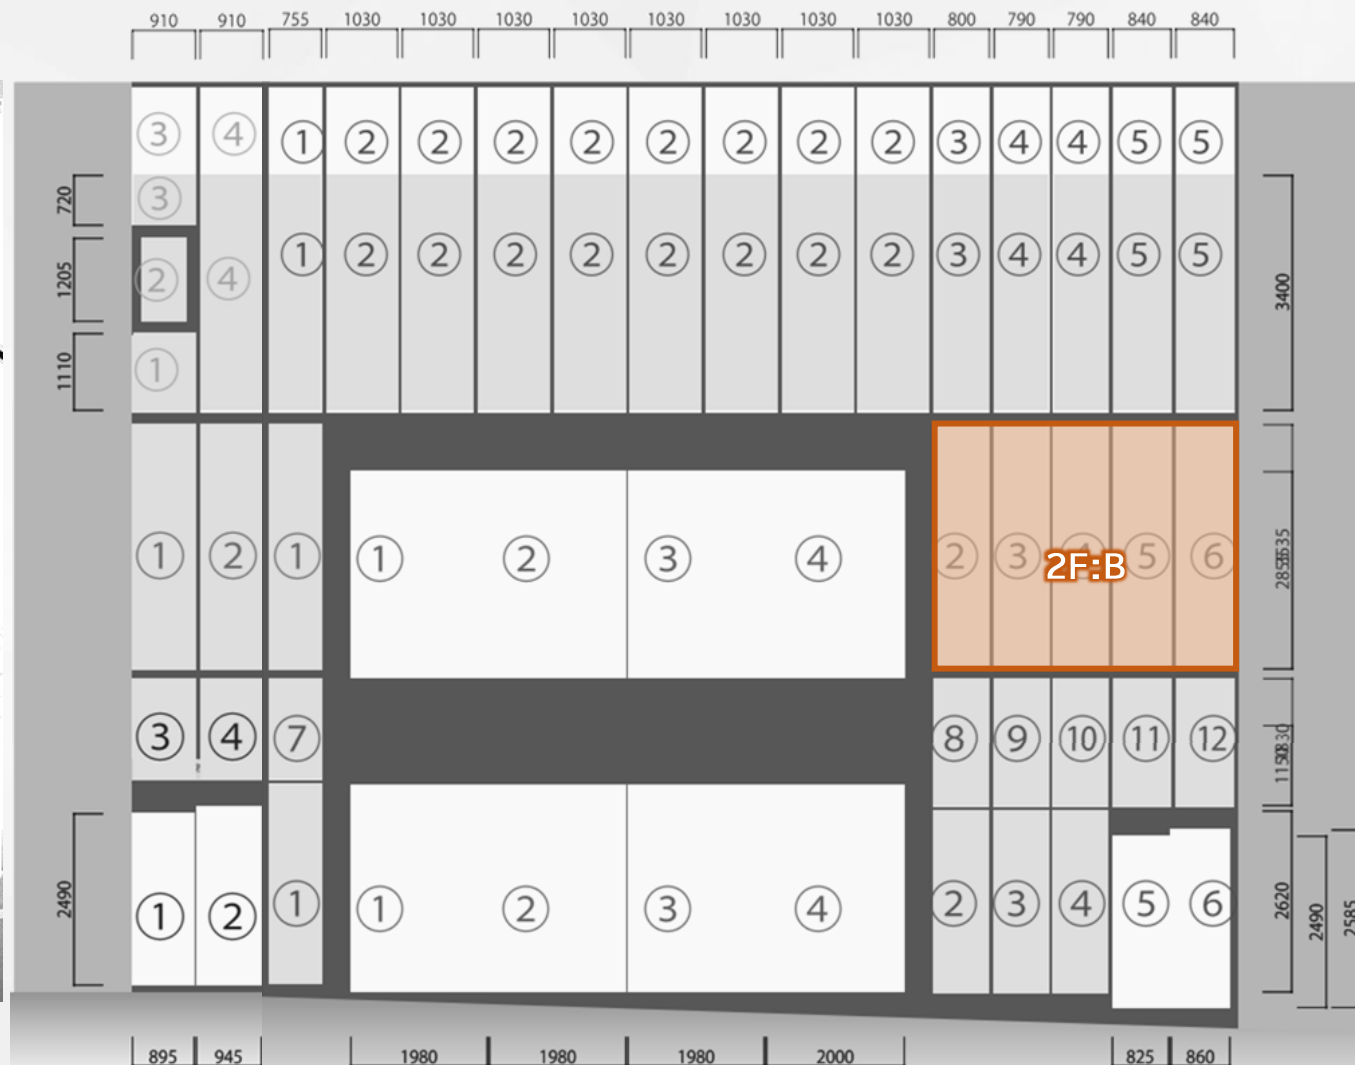 910 910 755 1030 1030 1030 1030 1030 1030 1030 1030 800 790 790 840 840
③ ④ ① ② ② ② ② ② ② ② ② ③ ④ ④ ⑤ ⑤
720
③
① ② ② ② ② ② ② ② ② ③ ④ ④ ⑤ ⑤
1205
② ④
3400
1110
①
① ② ① ① ② ③ ④ ② ③ ⑤ ⑥
2F:B
③ ④ ⑦ ⑧ ⑨ ⑩ ⑪ ⑫
2490
① ② ① ① ② ③ ④ ② ③ ④ ⑤ ⑥
2620
2490
2585
895 945 1980 1980 1980 2000 825 860